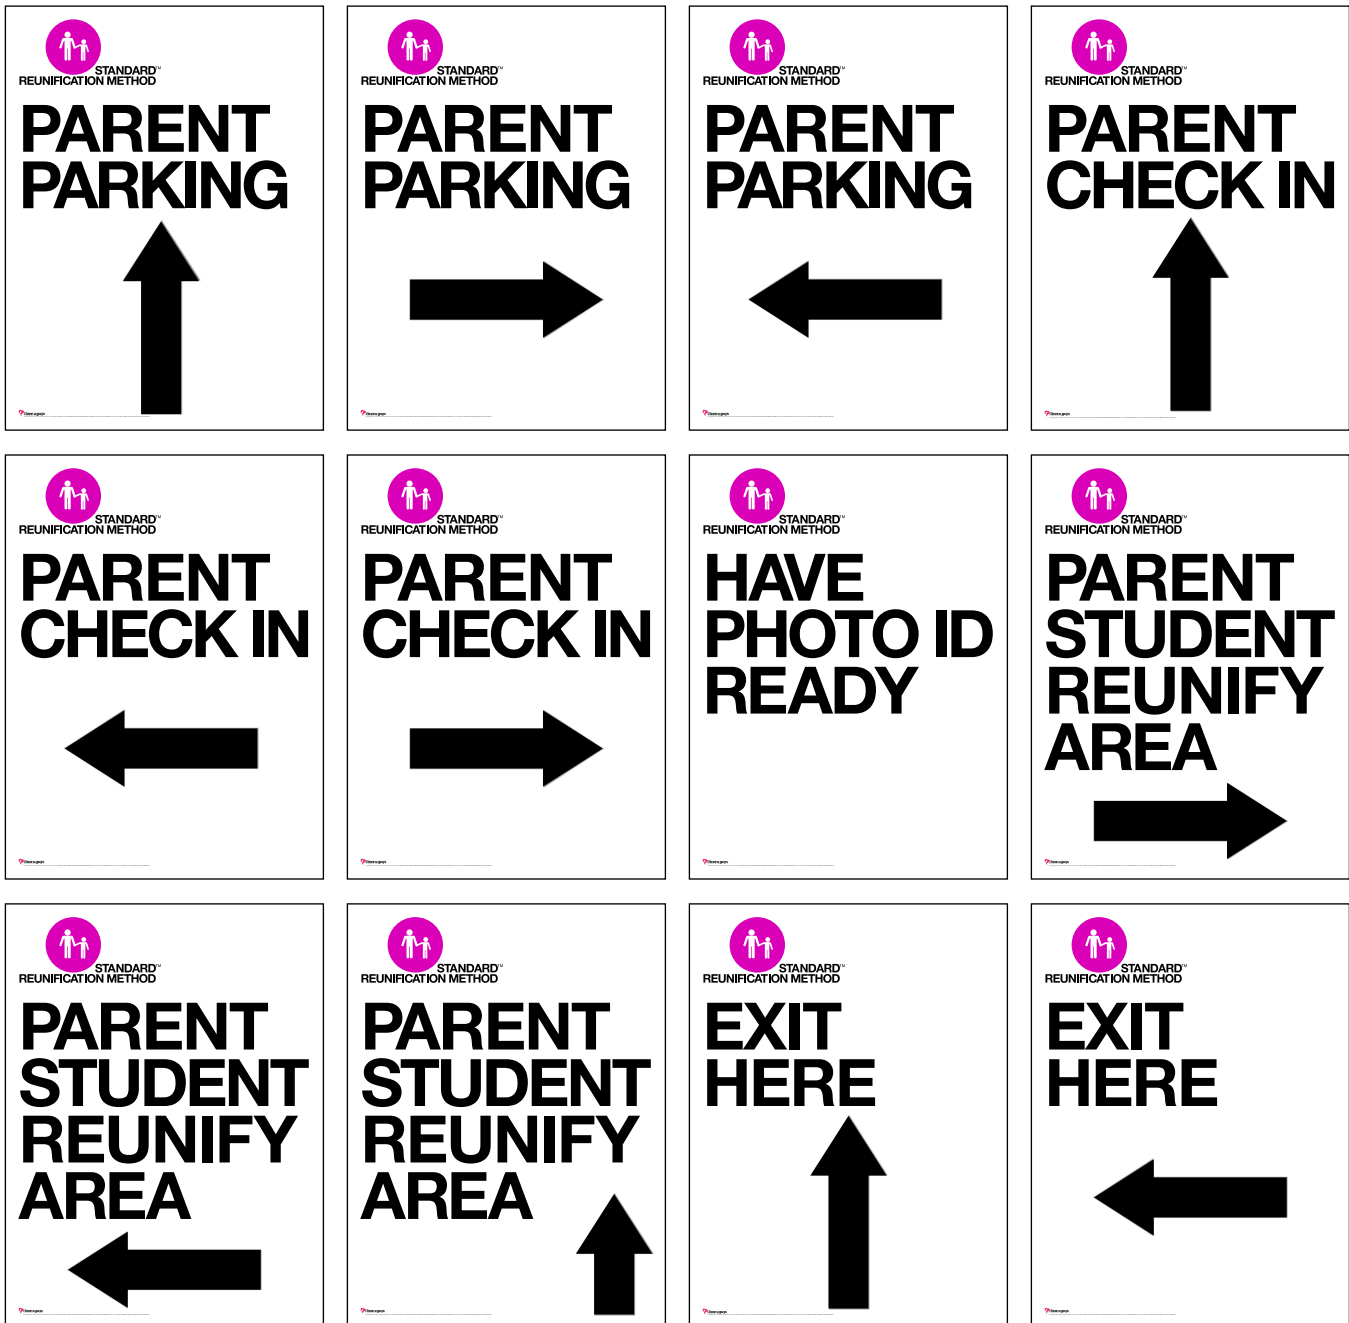 STANDARD™
REUNIFICATION METHOD
PARENT
PARKING
STANDARD™
REUNIFICATION METHOD
PARENT
PARKING
STANDARD™
REUNIFICATION METHOD
PARENT
PARKING
STANDARD™
REUNIFICATION METHOD
PARENT
CHECK IN
STANDARD™
REUNIFICATION METHOD
PARENT
CHECK IN
STANDARD™
REUNIFICATION METHOD
PARENT
CHECK IN
STANDARD™
REUNIFICATION METHOD
HAVE
PHOTO ID
READY
STANDARD™
REUNIFICATION METHOD
PARENT
STUDENT
REUNIFY
AREA
STANDARD™
REUNIFICATION METHOD
PARENT
STUDENT
REUNIFY
AREA
STANDARD™
REUNIFICATION METHOD
PARENT
STUDENT
REUNIFY
AREA
STANDARD™
REUNIFICATION METHOD
EXIT
HERE
STANDARD™
REUNIFICATION METHOD
EXIT
HERE